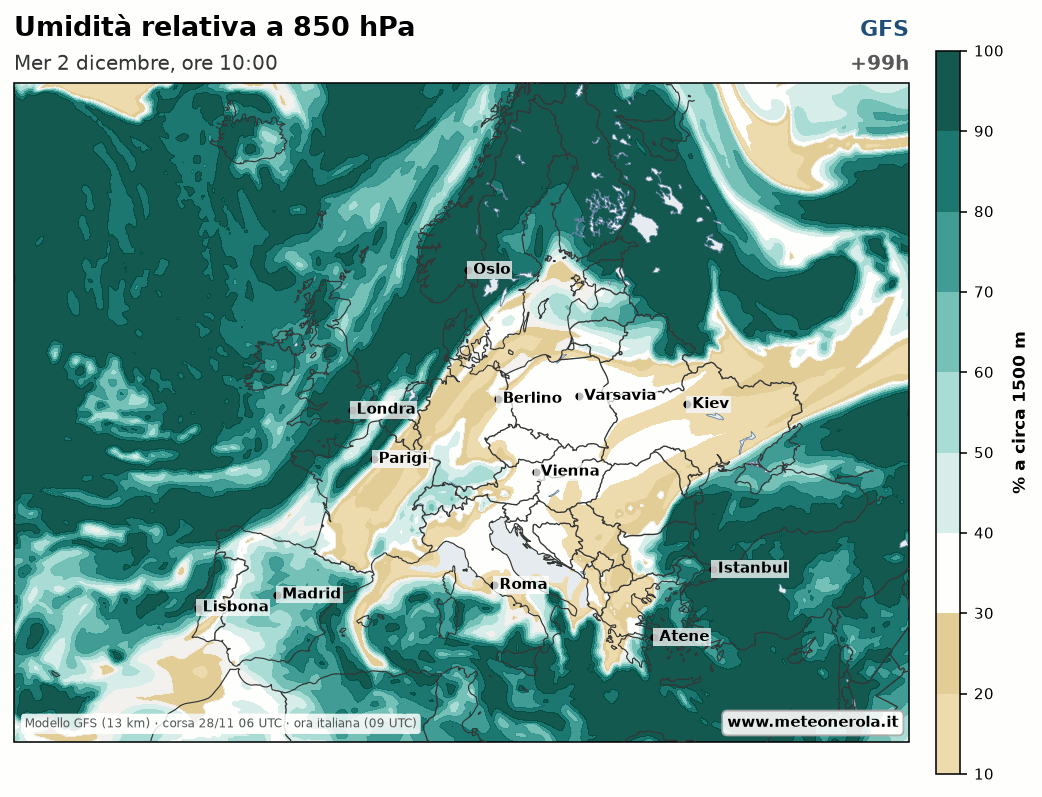 Umidità relativa a 850 hPa
GFS
Mer 2 dicembre, ore 10:00
+99h
100
90
80
70
60
50
40
30
20
10
% a circa 1500 m
Oslo
Berlino
Varsavia
Kiev
Londra
Parigi
Vienna
Istanbul
Roma
Madrid
Lisbona
Atene
Modello GFS (13 km) · corsa 28/11 06 UTC · ora italiana (09 UTC)
www.meteonerola.it